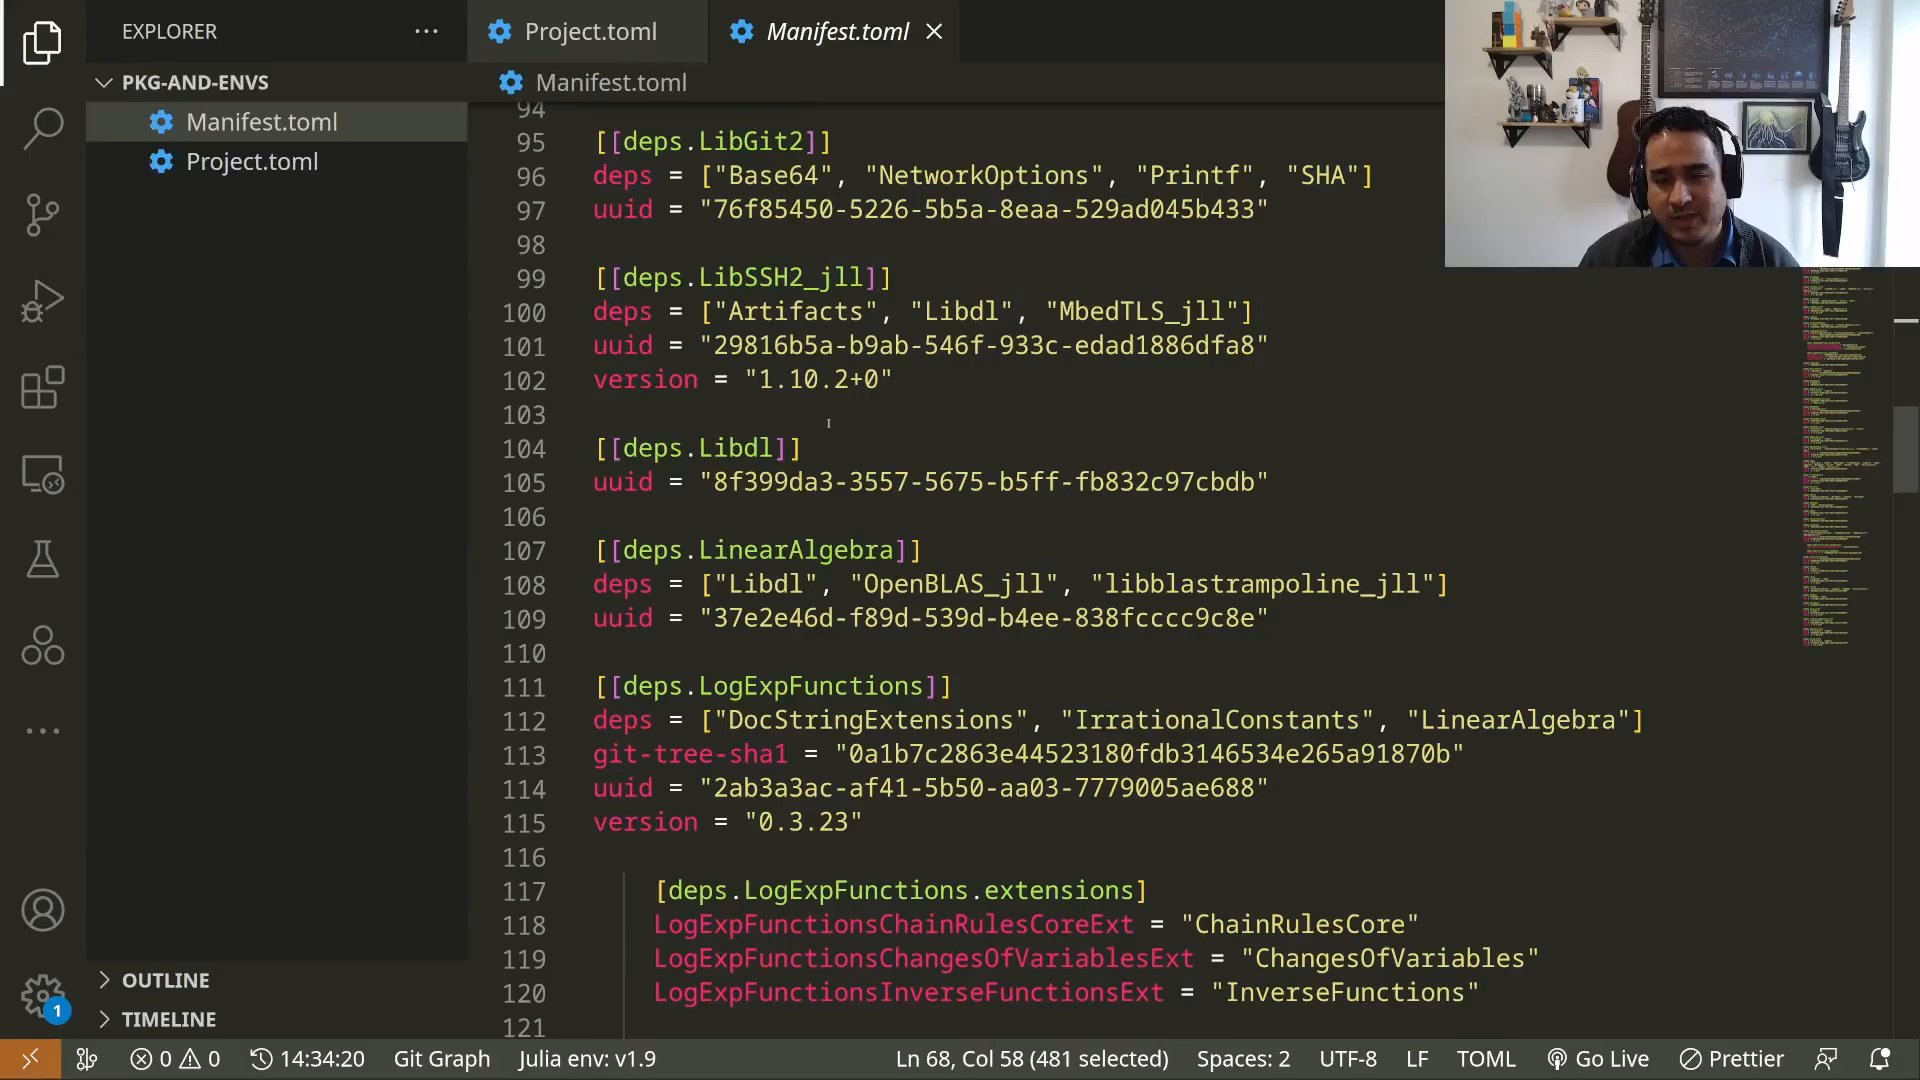 EXPLORER
PKG-AND-ENVS
Manifest.toml
Project.toml
OUTLINE
TIMELINE
1
Project.toml
Manifest.toml
Manifest.toml
94
95 [[deps.LibGit2]]
96 deps = ["Base64", "NetworkOptions", "Printf", "SHA"]
97 uuid = "76f85450-5226-5b5a-8eaa-529ad045b433"
98
99 [[deps.LibSSH2_jll]]
100 deps = ["Artifacts", "Libdl", "MbedTLS_jll"]
101 uuid = "29816b5a-b9ab-546f-933c-edad1886dfa8"
102 version = "1.10.2+0"
103
104 [[deps.Libdl]]
105 uuid = "8f399da3-3557-5675-b5ff-fb832c97cbdb"
106
107 [[deps.LinearAlgebra]]
108 deps = ["Libdl", "OpenBLAS_jll", "libblastrampoline_jll"]
109 uuid = "37e2e46d-f89d-539d-b4ee-838fcccc9c8e"
110
111 [[deps.LogExpFunctions]]
112 deps = ["DocStringExtensions", "IrrationalConstants", "LinearAlgebra"]
113 git-tree-sha1 = "0a1b7c2863e44523180fdb3146534e265a91870b"
114 uuid = "2ab3a3ac-af41-5b50-aa03-7779005ae688"
115 version = "0.3.23"
116
117 [deps.LogExpFunctions.extensions]
118 LogExpFunctionsChainRulesCoreExt = "ChainRulesCore"
119 LogExpFunctionsChangesOfVariablesExt = "ChangesOfVariables"
120 LogExpFunctionsInverseFunctionsExt = "InverseFunctions"
121
0 0 14:34:20 Git Graph Julia env: v1.9 Ln 68, Col 58 (481 selected) Spaces: 2 UTF-8 LF TOML Go Live Prettier